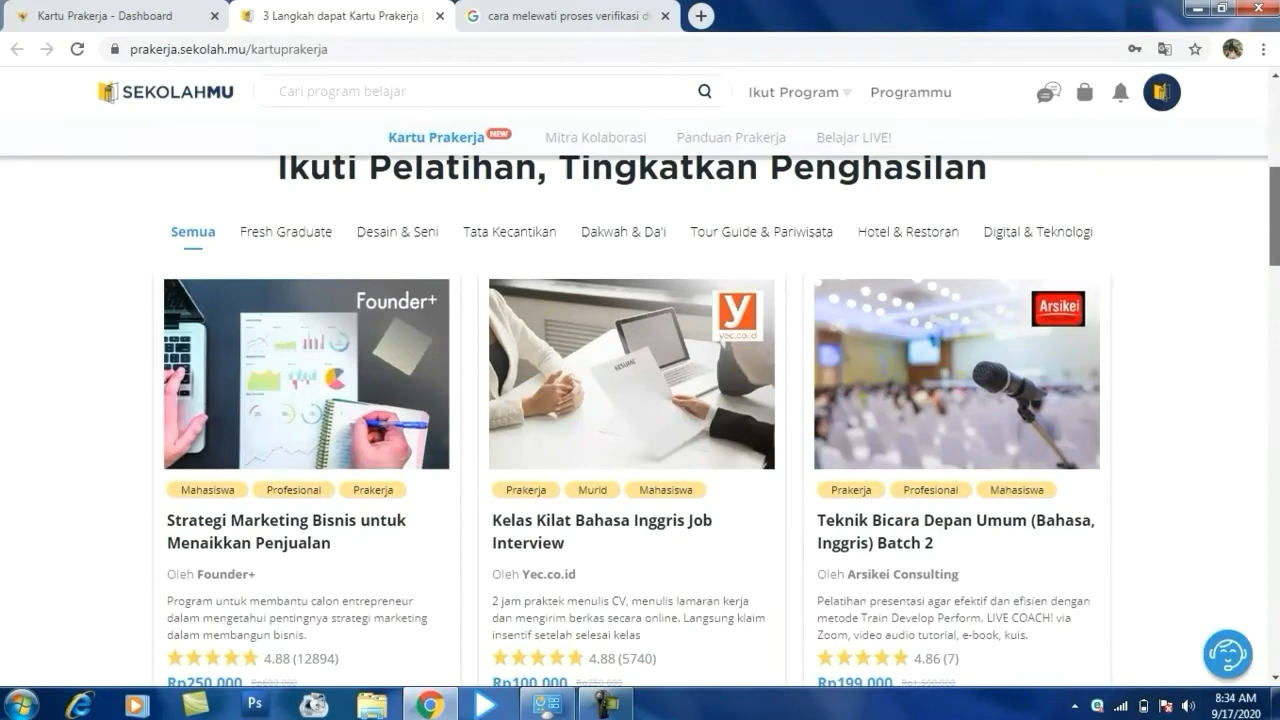 Kartu Prakerja - Dashboard
3 Langkah dapat Kartu Prakerja |
cara melewati proses verifikasi d
prakerja.sekolah.mu/kartuprakerja
SEKOLAHMU
Cari program belajar
Ikut Program
Programmu
Kartu Prakerja NEW
Mitra Kolaborasi
Panduan Prakerja
Belajar LIVE!
Ikuti Pelatihan, Tingkatkan Penghasilan
Semua
Fresh Graduate
Desain & Seni
Tata Kecantikan
Dakwah & Da'i
Tour Guide & Pariwisata
Hotel & Restoran
Digital & Teknologi
Founder+
Mahasiswa
Profesional
Prakerja
Strategi Marketing Bisnis untuk
Menaikkan Penjualan
Oleh Founder+
Program untuk membantu calon entrepreneur
dalam mengetahui pentingnya strategi marketing
dalam membangun bisnis.
4.88 (12894)
Rp250.000
y
yec.co.id
RESUME
Prakerja
Murid
Mahasiswa
Kelas Kilat Bahasa Inggris Job
Interview
Oleh Yec.co.id
2 jam praktek menulis CV, menulis lamaran kerja
dan mengirim berkas secara online. Langsung klaim
insentif setelah selesai kelas
4.88 (5740)
Rp100.000
Arsikei
Prakerja
Profesional
Mahasiswa
Teknik Bicara Depan Umum (Bahasa,
Inggris) Batch 2
Oleh Arsikei Consulting
Pelatihan presentasi agar efektif dan efisien dengan
metode Train Develop Perform. LIVE COACH! via
Zoom, video audio tutorial, e-book, kuis.
4.86 (7)
Rp199.000
Ps
8:34 AM
9/17/2020